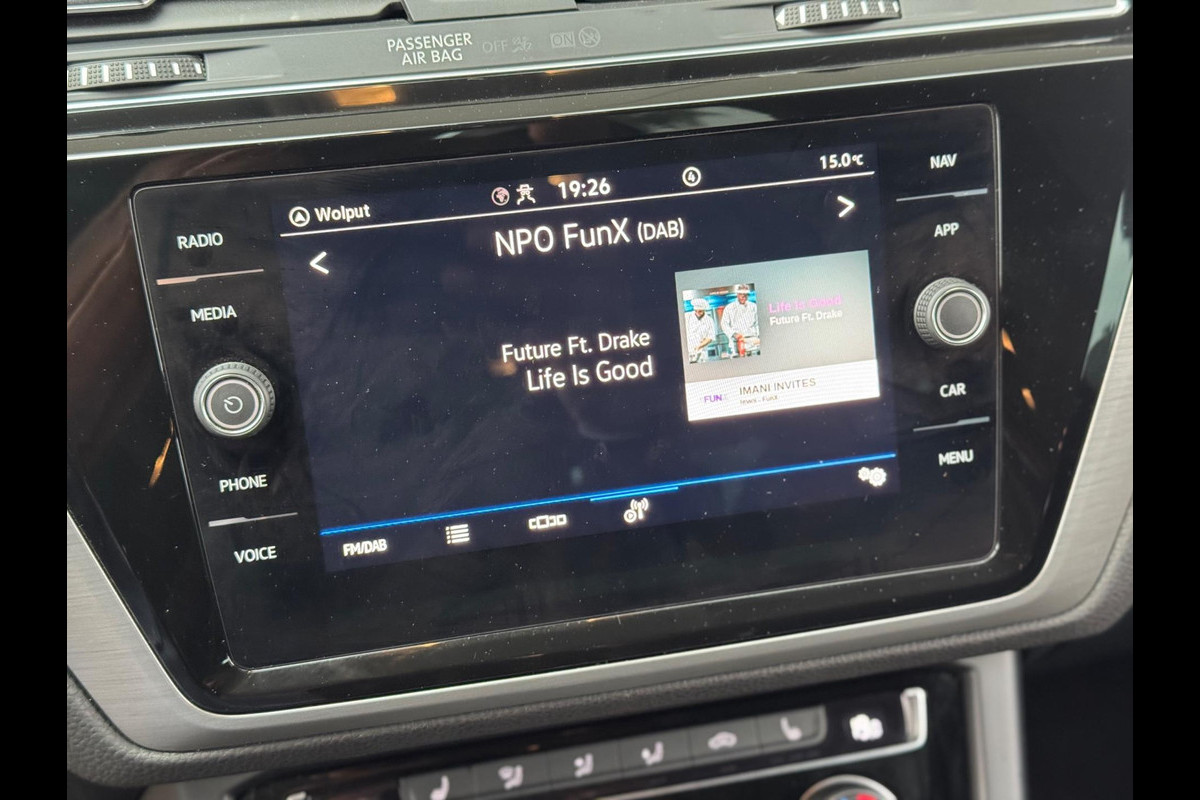 PASSENGER
AIR BAG
OFF
ON
Wolput
19:26
4
15.0°C
RADIO
MEDIA
PHONE
VOICE
<
NPO FunX (DAB)
>
Future Ft. Drake
Life Is Good
Life Is Good
Future Ft. Drake
FUN
IMANI INVITES
FM/DAB
NAV
APP
CAR
MENU